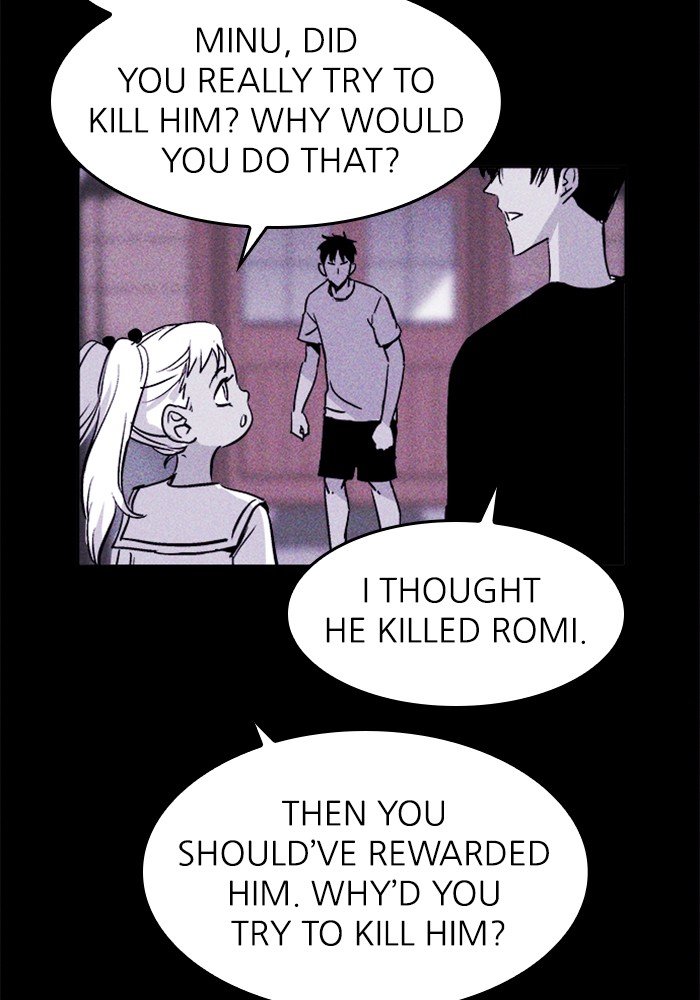 MINU, DID
YOU REALLY TRY TO
KILL HIM? WHY WOULD
YOU DO THAT?
I THOUGHT
HE KILLED ROMI.
THEN YOU
SHOULD'VE REWARDED
HIM. WHY'D YOU
TRY TO KILL HIM?